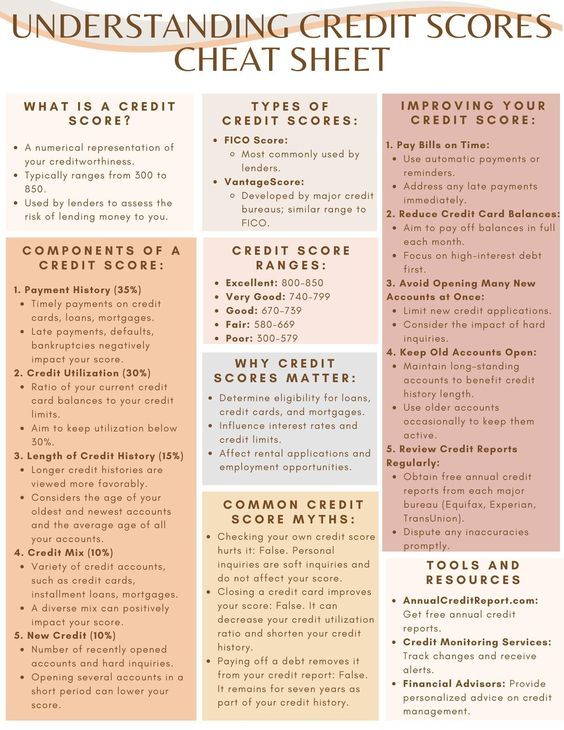 UNDERSTANDING CREDIT SCORES
CHEAT SHEET
WHAT IS A CREDIT
SCORE?
• A numerical representation of
your creditworthiness.
• Typically ranges from 300 to
850.
• Used by lenders to assess the
risk of lending money to you.
COMPONENTS OF A
CREDIT SCORE:
1. Payment History (35%)
• Timely payments on credit
cards, loans, mortgages.
• Late payments, defaults,
bankruptcies negatively
impact your score.
2. Credit Utilization (30%)
• Ratio of your current credit
card balances to your credit
limits.
• Aim to keep utilization below
30%.
3. Length of Credit History (15%)
• Longer credit histories are
viewed more favorably.
• Considers the age of your
oldest and newest accounts
and the average age of all
your accounts.
4. Credit Mix (10%)
• Variety of credit accounts,
such as credit cards,
installment loans, mortgages.
• A diverse mix can positively
impact your score.
5. New Credit (10%)
• Number of recently opened
accounts and hard inquiries.
• Opening several accounts in a
short period can lower your
score.
TYPES OF
CREDIT SCORES:
• FICO Score:
○ Most commonly used by
lenders.
• VantageScore:
○ Developed by major credit
bureaus; similar range to
FICO.
CREDIT SCORE
RANGES:
• Excellent: 800-850
• Very Good: 740-799
• Good: 670-739
• Fair: 580-669
• Poor: 300-579
WHY CREDIT
SCORES MATTER:
• Determine eligibility for loans,
credit cards, and mortgages.
• Influence interest rates and
credit limits.
• Affect rental applications and
employment opportunities.
COMMON CREDIT
SCORE MYTHS:
• Checking your own credit score
hurts it: False. Personal
inquiries are soft inquiries and
do not affect your score.
• Closing a credit card improves
your score: False. It can
decrease your credit utilization
ratio and shorten your credit
history.
• Paying off a debt removes it
from your credit report: False.
It remains for seven years as
part of your credit history.
IMPROVING YOUR
CREDIT SCORE:
1. Pay Bills on Time:
• Use automatic payments or
reminders.
• Address any late payments
immediately.
2. Reduce Credit Card Balances:
• Aim to pay off balances in full
each month.
• Focus on high-interest debt
first.
3. Avoid Opening Many New
Accounts at Once:
• Limit new credit applications.
• Consider the impact of hard
inquiries.
4. Keep Old Accounts Open:
• Maintain long-standing
accounts to benefit credit
history length.
• Use older accounts
occasionally to keep them
active.
5. Review Credit Reports
Regularly:
• Obtain free annual credit
reports from each major
bureau (Equifax, Experian,
TransUnion).
• Dispute any inaccuracies
promptly.
TOOLS AND
RESOURCES
• AnnualCreditReport.com:
Get free annual credit
reports.
• Credit Monitoring Services:
Track changes and receive
alerts.
• Financial Advisors: Provide
personalized advice on credit
management.